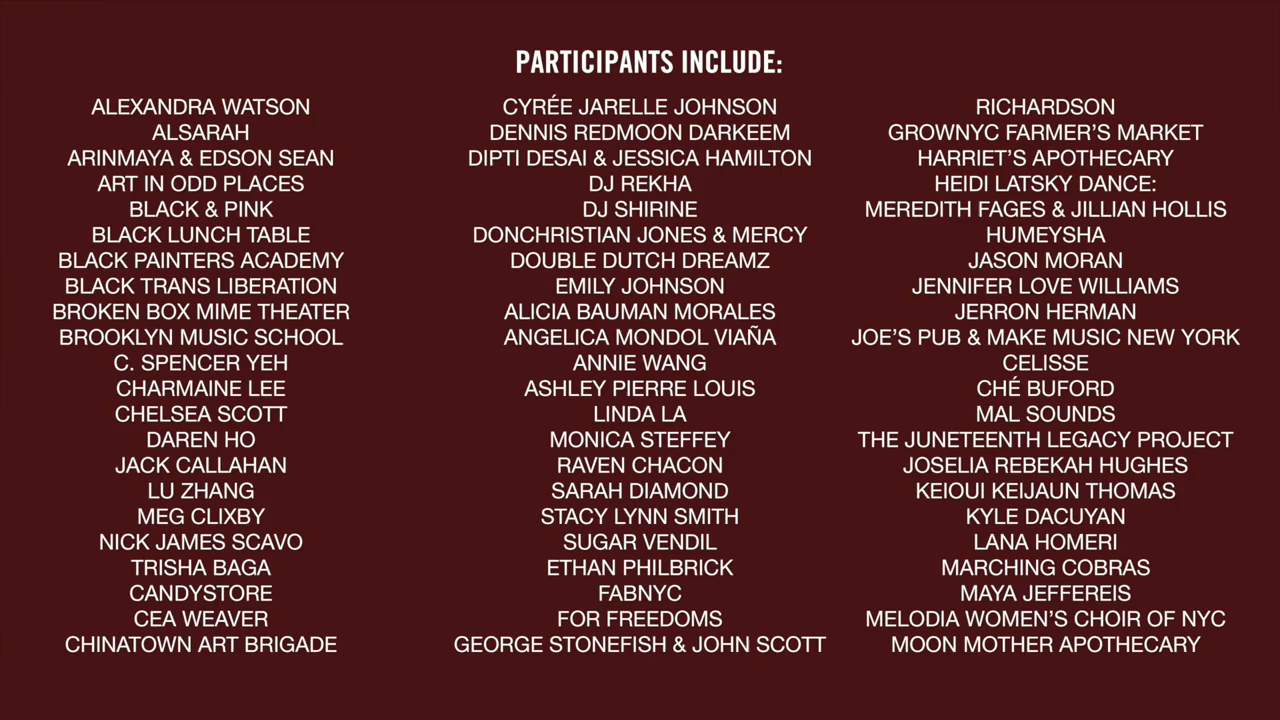 PARTICIPANTS INCLUDE:
ALEXANDRA WATSON
ALSARAH
ARINMAYA & EDSON SEAN
ART IN ODD PLACES
BLACK & PINK
BLACK LUNCH TABLE
BLACK PAINTERS ACADEMY
BLACK TRANS LIBERATION
BROKEN BOX MIME THEATER
BROOKLYN MUSIC SCHOOL
C. SPENCER YEH
CHARMAINE LEE
CHELSEA SCOTT
DAREN HO
JACK CALLAHAN
LU ZHANG
MEG CLIXBY
NICK JAMES SCAVO
TRISHA BAGA
CANDYSTORE
CEA WEAVER
CHINATOWN ART BRIGADE
CYRÉE JARELLE JOHNSON
DENNIS REDMOON DARKEEM
DIPTI DESAI & JESSICA HAMILTON
DJ REKHA
DJ SHIRINE
DONCHRISTIAN JONES & MERCY
DOUBLE DUTCH DREAMZ
EMILY JOHNSON
ALICIA BAUMAN MORALES
ANGELICA MONDOL VIAÑA
ANNIE WANG
ASHLEY PIERRE LOUIS
LINDA LA
MONICA STEFFEY
RAVEN CHACON
SARAH DIAMOND
STACY LYNN SMITH
SUGAR VENDIL
ETHAN PHILBRICK
FABNYC
FOR FREEDOMS
GEORGE STONEFISH & JOHN SCOTT
RICHARDSON
GROWNYC FARMER'S MARKET
HARRIET'S APOTHECARY
HEIDI LATSKY DANCE:
MEREDITH FAGES & JILLIAN HOLLIS
HUMEYSHA
JASON MORAN
JENNIFER LOVE WILLIAMS
JERRON HERMAN
JOE'S PUB & MAKE MUSIC NEW YORK
CELISSE
CHÉ BUFORD
MAL SOUNDS
THE JUNETEENTH LEGACY PROJECT
JOSELIA REBEKAH HUGHES
KEIOUI KEIJAUN THOMAS
KYLE DACUYAN
LANA HOMERI
MARCHING COBRAS
MAYA JEFFEREIS
MELODIA WOMEN'S CHOIR OF NYC
MOON MOTHER APOTHECARY